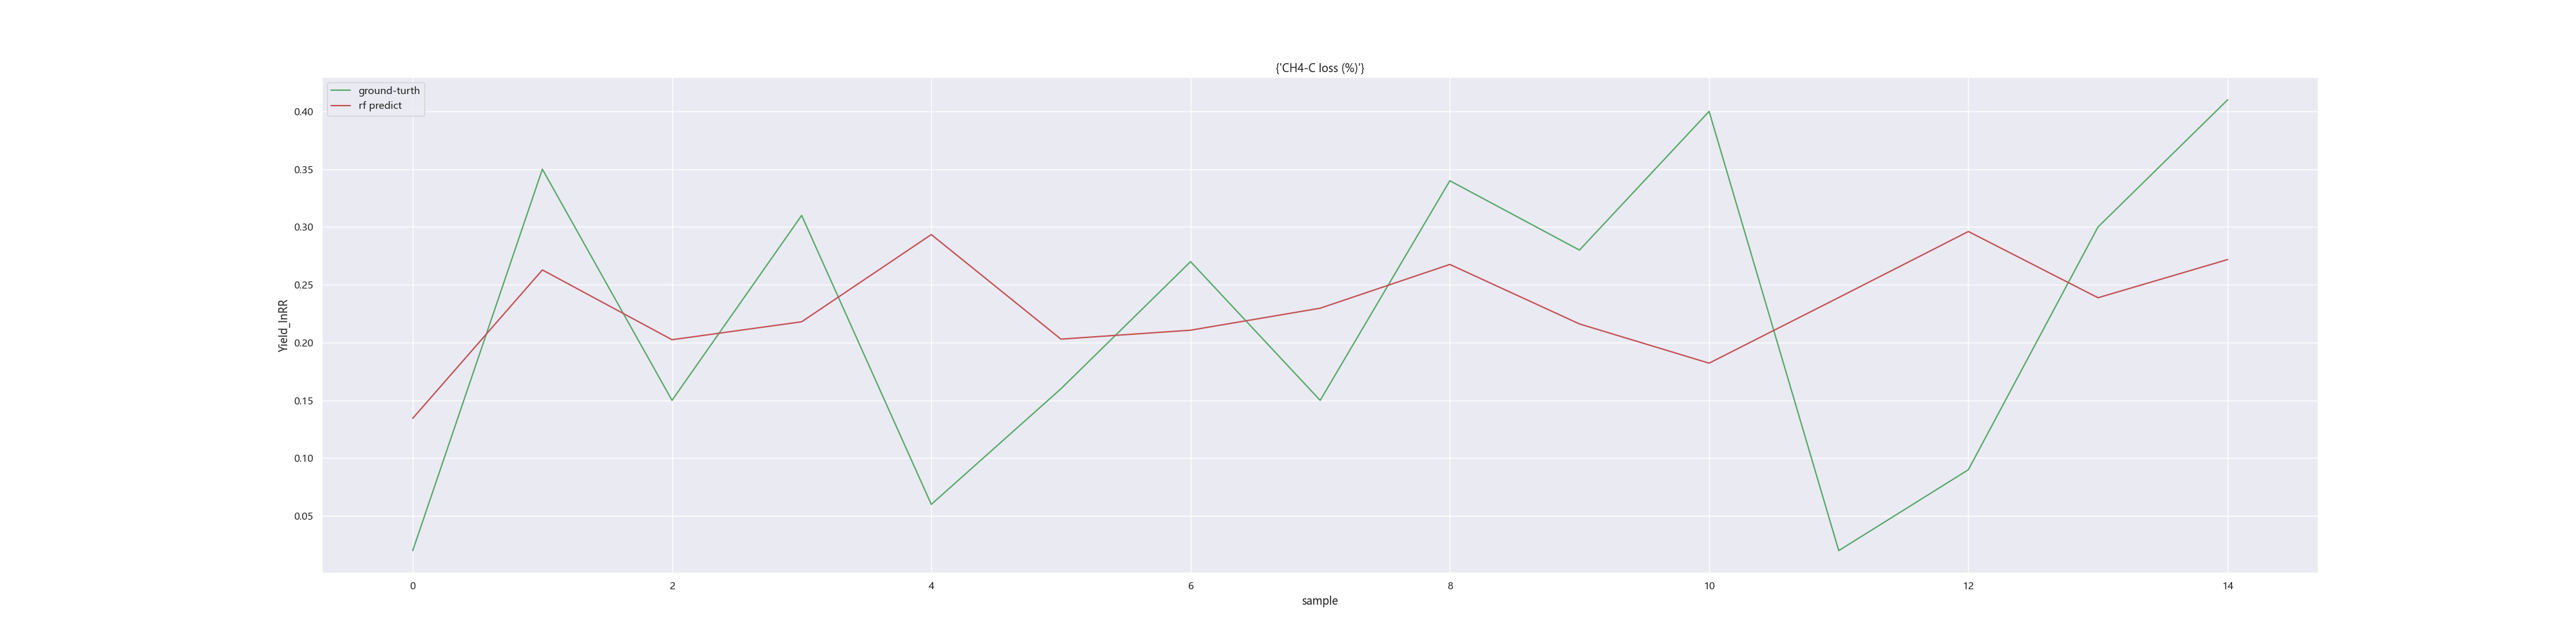 {'CH4-C loss (%)'}
ground-turth
rf predict
Yield_lnRR
0.40
0.35
0.30
0.25
0.20
0.15
0.10
0.05
0 2 4 6 8 10 12 14
sample